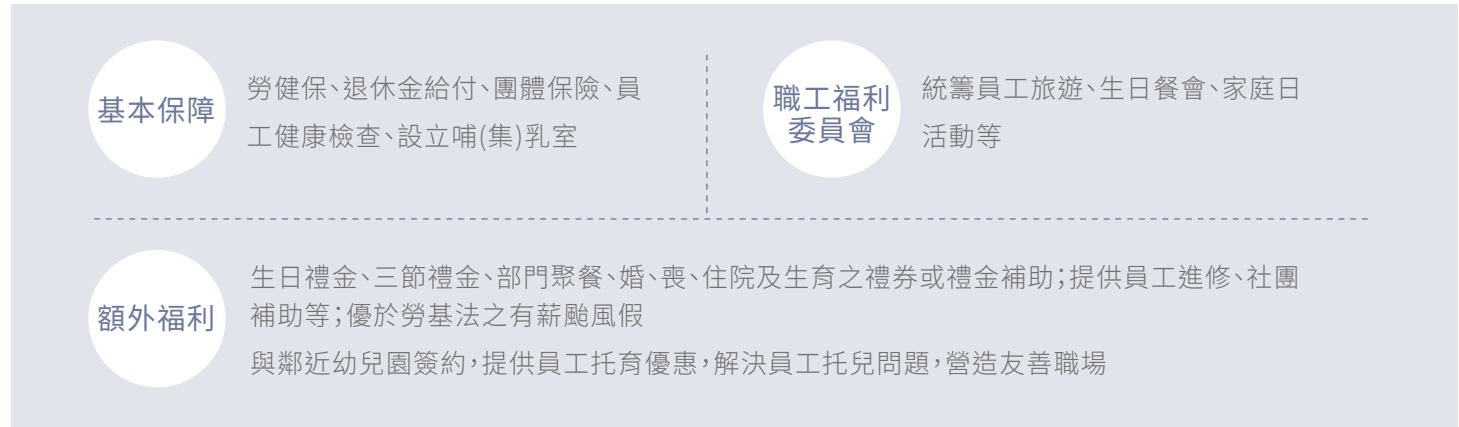 基本保障
勞健保、退休金給付、團體保險、員
工健康檢查、設立哺(集)乳室
職工福利
委員會
統籌員工旅遊、生日餐會、家庭日
活動等
額外福利
生日禮金、三節禮金、部門聚餐、婚、喪、住院及生育之禮券或禮金補助；提供員工進修、社團
補助等；優於勞基法之有薪颱風假
與鄰近幼兒園簽約，提供員工托育優惠，解決員工托兒問題，營造友善職場